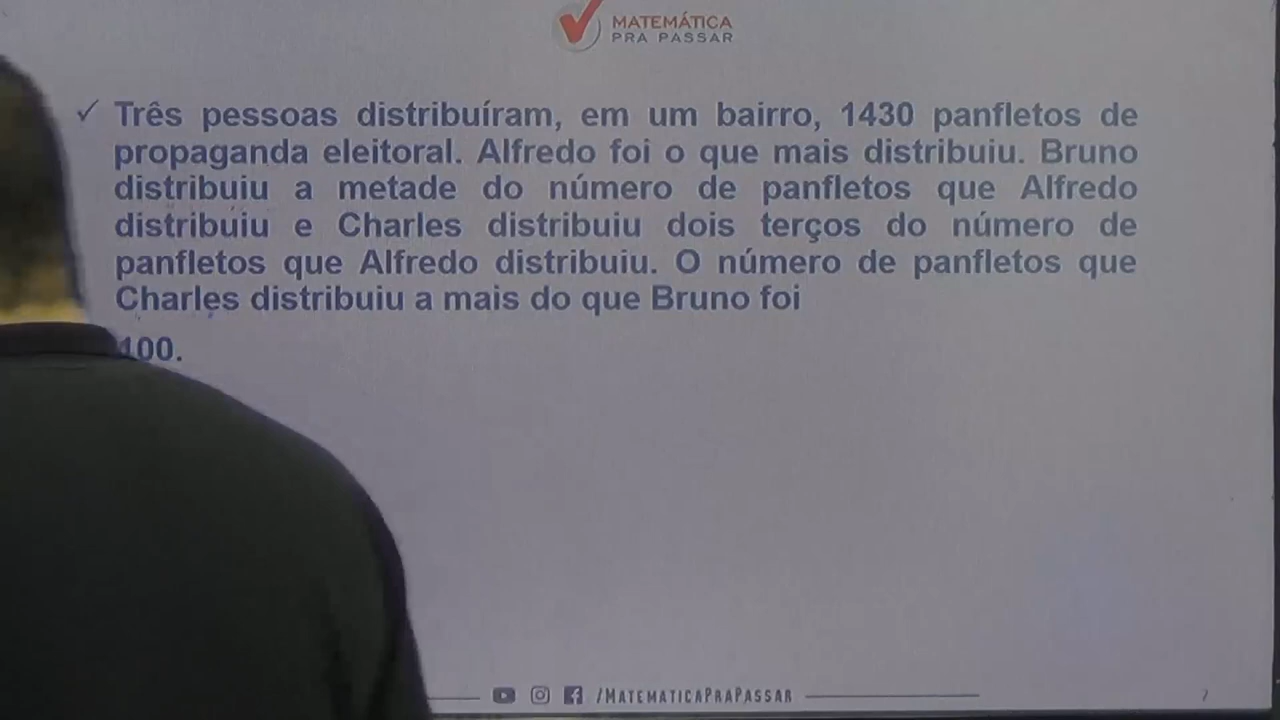 MATEMÁTICA
PRA PASSAR
✓ Três pessoas distribuíram, em um bairro, 1430 panfletos de
propaganda eleitoral. Alfredo foi o que mais distribuiu. Bruno
distribuiu a metade do número de panfletos que Alfredo
distribuiu e Charles distribuiu dois terços do número de
panfletos que Alfredo distribuiu. O número de panfletos que
Charles distribuiu a mais do que Bruno foi
100.
/MATEMATICAPRAPASSAR
7